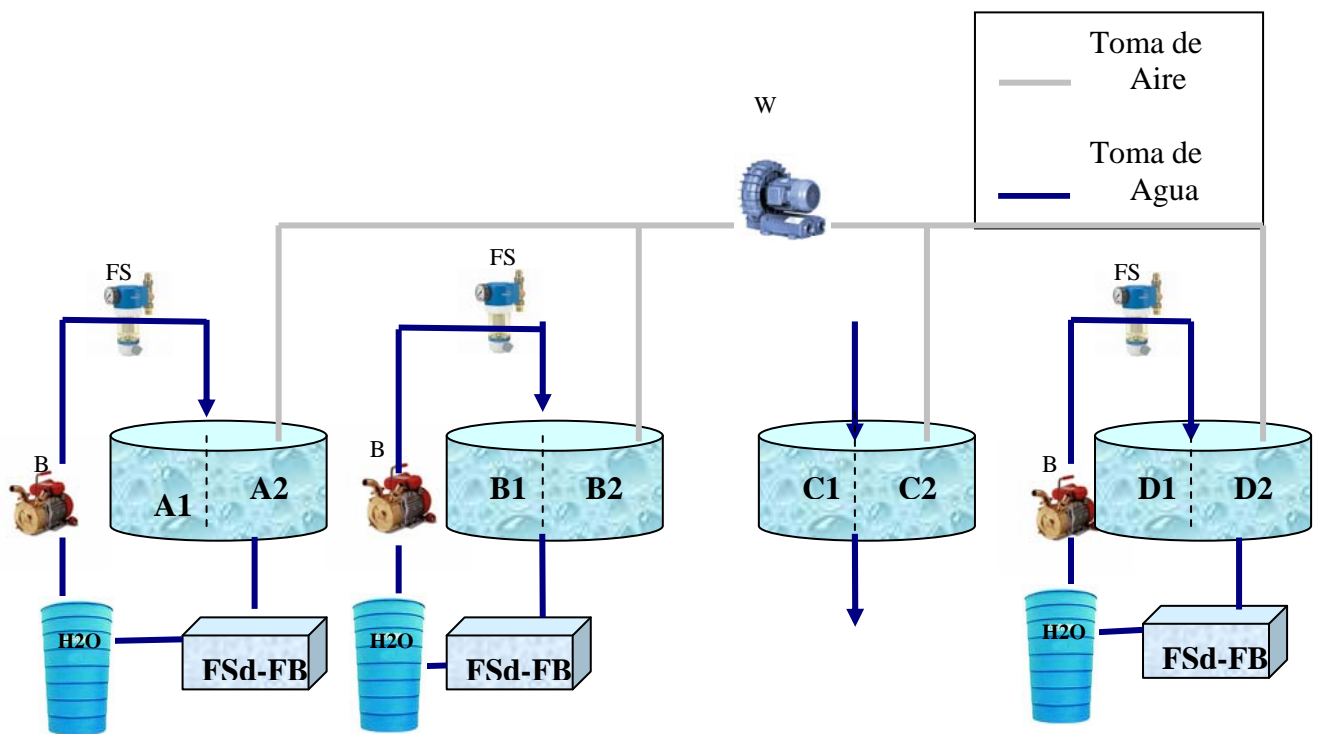 Toma de
Aire
Toma de
Agua
W
FS
FS
FS
B
B
B
A1
A2
B1
B2
C1
C2
D1
D2
H2O
FSd-FB
H2O
FSd-FB
H2O
FSd-FB